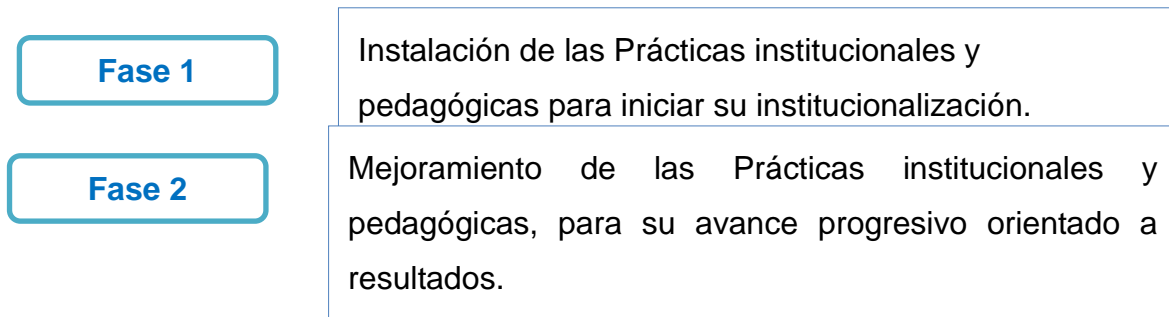 Fase 1
Instalación de las Prácticas institucionales y
pedagógicas para iniciar su institucionalización.
Fase 2
Mejoramiento de las Prácticas institucionales y
pedagógicas, para su avance progresivo orientado a
resultados.